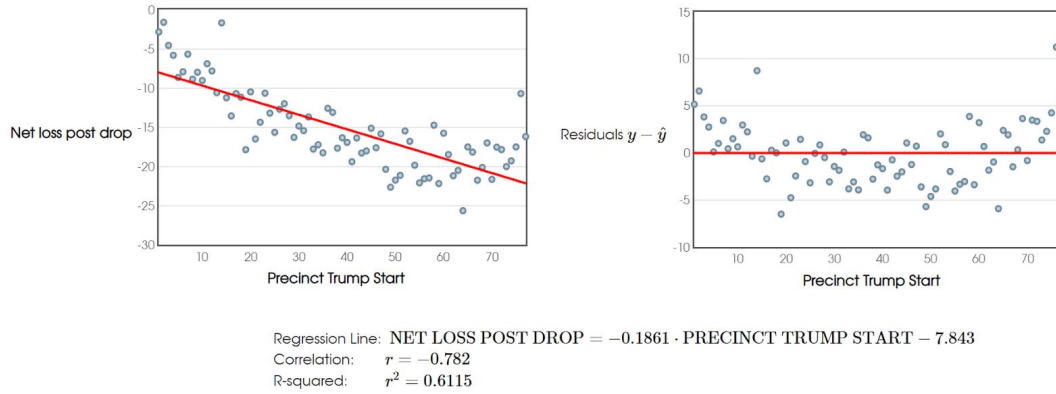 0
-5
-10
-15
-20
-25
-30
Net loss post drop
10 20 30 40 50 60 70
Precinct Trump Start
15
10
5
0
-5
-10
Residuals y − ŷ
10 20 30 40 50 60 70
Precinct Trump Start
Regression Line: NET LOSS POST DROP = −0.1861 · PRECINCT TRUMP START − 7.843
Correlation: r = −0.782
R-squared: r² = 0.6115